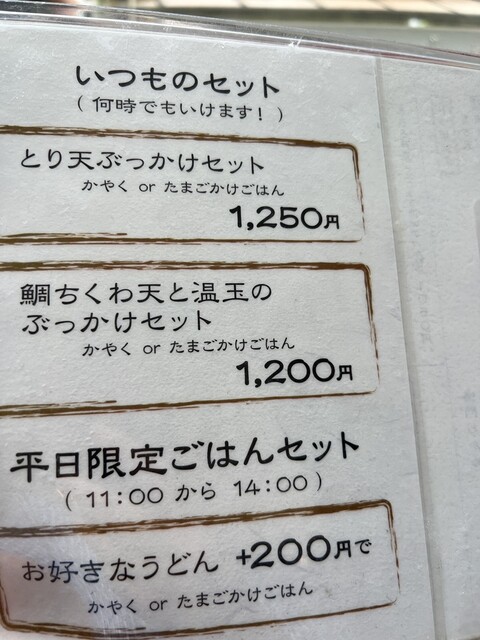 いつものセット
(何時でもいけます!)
とり天ぶっかけセット
かやく or たまごかけごはん
1,250円
鯛ちくわ天と温玉の
ぶっかけセット
かやく or たまごかけごはん
1,200円
平日限定ごはんセット
(11:00 から 14:00)
お好きなうどん +200円で
かやく or たまごかけごはん